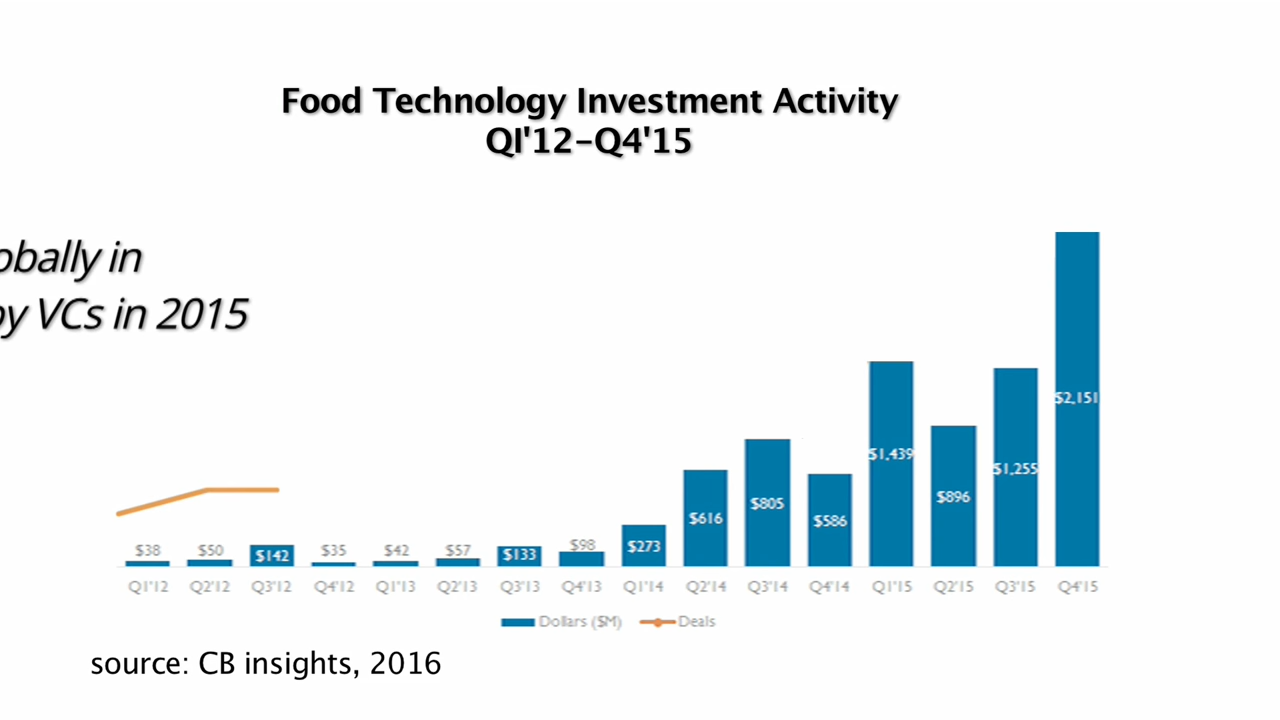 Food Technology Investment Activity
QI'12-Q4'15
obally in
by VCs in 2015
$38 $50 $142 $35 $42 $57 $133 $98 $273 $616 $805 $586 $1,439 $896 $1,255 $2,151
Q1'12 Q2'12 Q3'12 Q4'12 Q1'13 Q2'13 Q3'13 Q4'13 Q1'14 Q2'14 Q3'14 Q4'14 Q1'15 Q2'15 Q3'15 Q4'15
Dollars ($M) Deals
source: CB insights, 2016